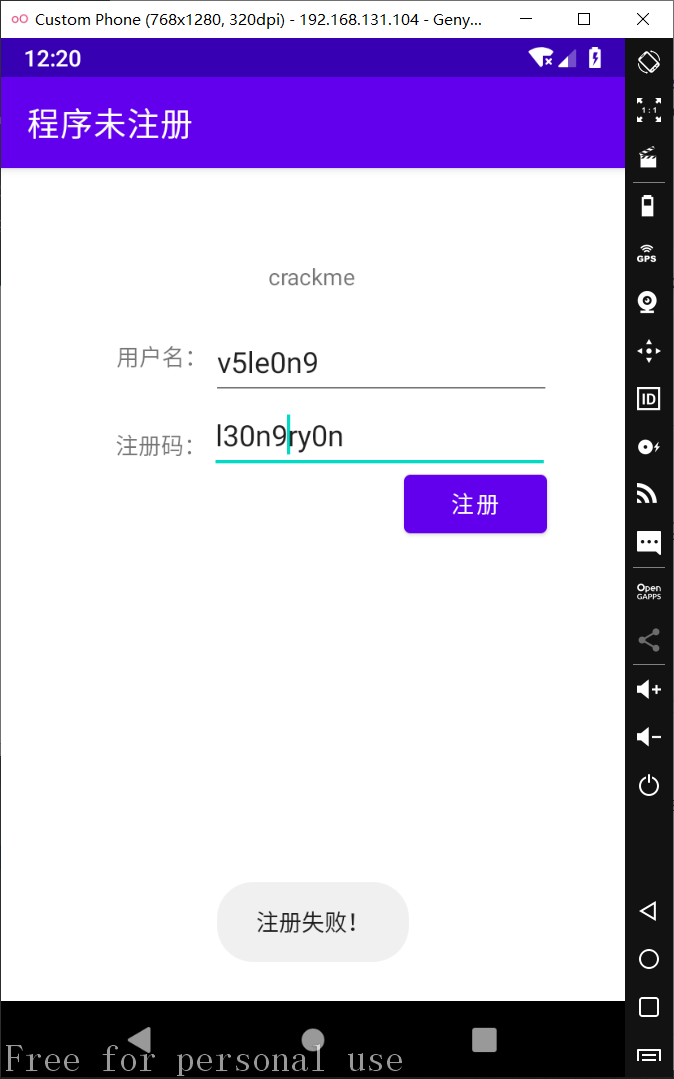 Custom Phone (768x1280, 320dpi) - 192.168.131.104 - Geny...
12:20
程序未注册
1:1
GPS
crackme
用户名： v5le0n9
ID
注册码： l30n9ry0n
注册
Open
GAPPS
注册失败！
Free for personal use